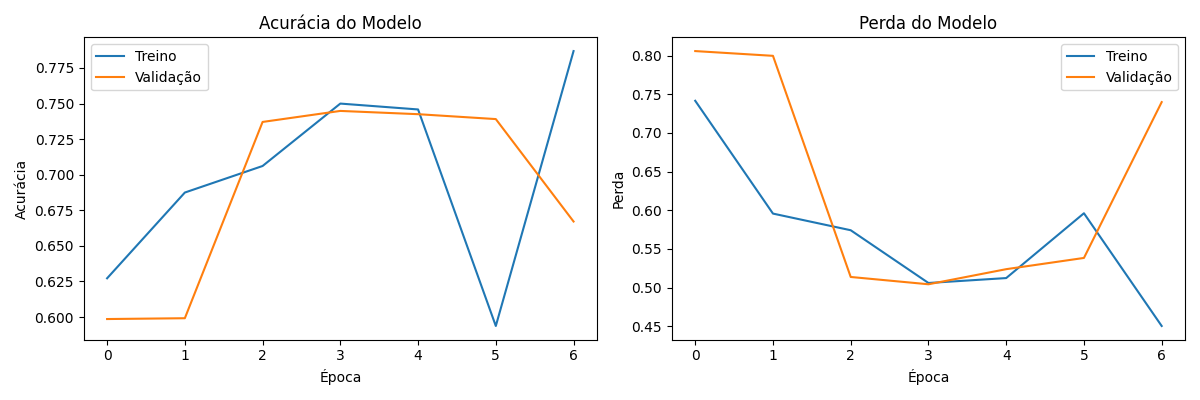 Acurácia do Modelo
Treino
Validação
0.775
0.750
0.725
0.700
0.675
0.650
0.625
0.600
Acurácia
0 1 2 3 4 5 6
Época
Perda do Modelo
Treino
Validação
0.80
0.75
0.70
0.65
0.60
0.55
0.50
0.45
Perda
0 1 2 3 4 5 6
Época